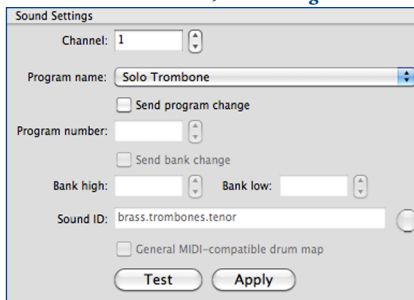 Sound Settings
Channel: 1
Program name: Solo Trombone
Send program change
Program number:
Send bank change
Bank high: Bank low:
Sound ID: brass.trombones.tenor
General MIDI-compatible drum map
Test Apply